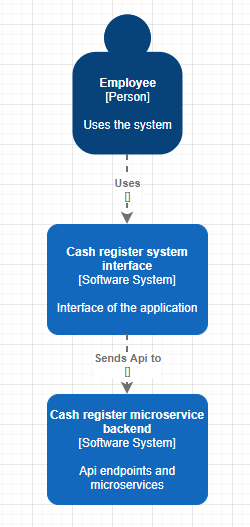 Employee
[Person]
Uses the system
Uses
[]
Cash register system
interface
[Software System]
Interface of the application
Sends Api to
[]
Cash register microservice
backend
[Software System]
Api endpoints and
microservices